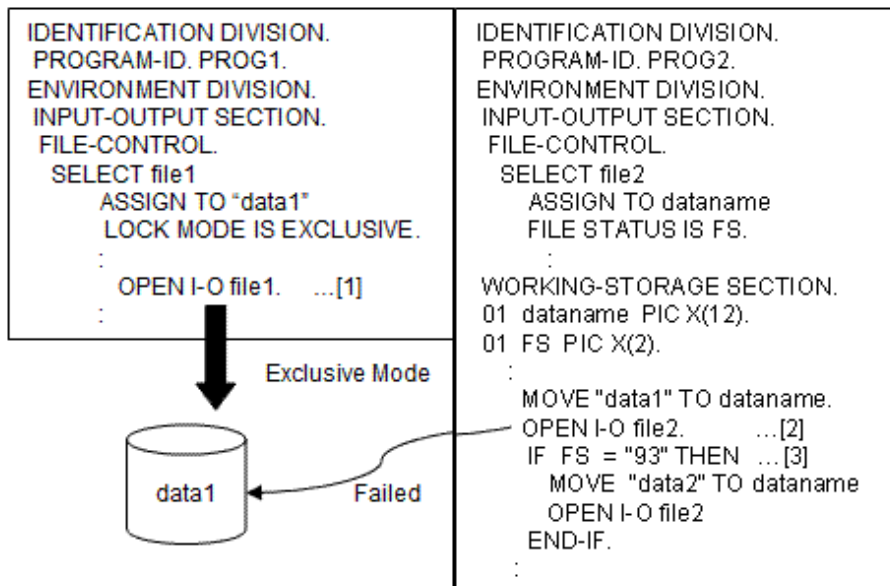 IDENTIFICATION DIVISION.
PROGRAM-ID. PROG1.
ENVIRONMENT DIVISION.
INPUT-OUTPUT SECTION.
FILE-CONTROL.
SELECT file1
ASSIGN TO “data1”
LOCK MODE IS EXCLUSIVE.
:
OPEN I-O file1. ...[1]
:
Exclusive Mode
data1
Failed
IDENTIFICATION DIVISION.
PROGRAM-ID. PROG2.
ENVIRONMENT DIVISION.
INPUT-OUTPUT SECTION.
FILE-CONTROL.
SELECT file2
ASSIGN TO dataname
FILE STATUS IS FS.
:
WORKING-STORAGE SECTION.
01 dataname PIC X(12).
01 FS PIC X(2).
:
MOVE "data1" TO dataname.
OPEN I-O file2. ...[2]
IF FS = "93" THEN ...[3]
MOVE "data2" TO dataname
OPEN I-O file2
END-IF.
: